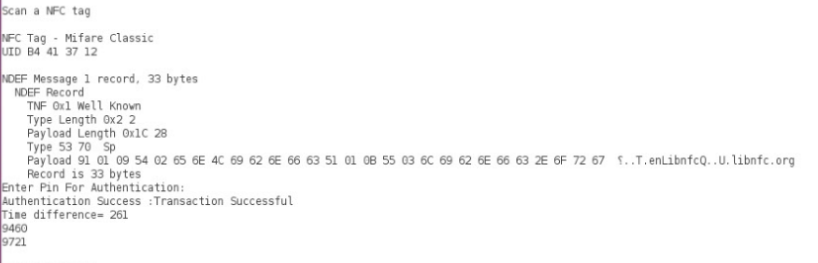 Scan a NFC tag
NFC Tag - Mifare Classic
UID B4 41 37 12
NDEF Message 1 record, 33 bytes
NDEF Record
TNF 0x1 Well Known
Type Length 0x2 2
Payload Length 0x1C 28
Type 53 70  Sp
Payload 91 01 09 54 02 65 6E 4C 69 62 6E 66 63 51 01 0B 55 03 6C 69 62 6E 66 63 2E 6F 72 67  ..T.enLibnfcQ..U.libnfc.org
Record is 33 bytes
Enter Pin For Authentication:
Authentication Success :Transaction Successful
Time difference= 261
9460
9721